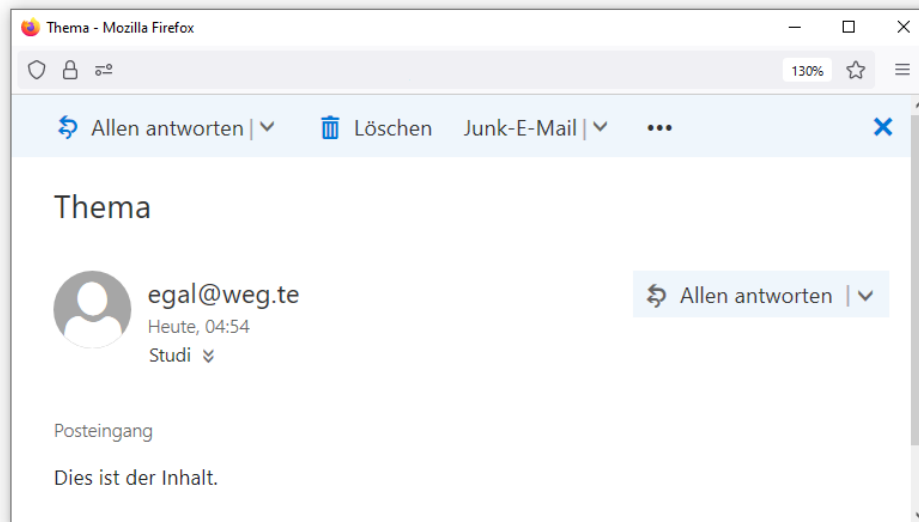 Thema - Mozilla Firefox
130%
Allen antworten | Löschen Junk-E-Mail | •••
Thema
egal@weg.te
Allen antworten |
Heute, 04:54
Studi
Posteingang
Dies ist der Inhalt.